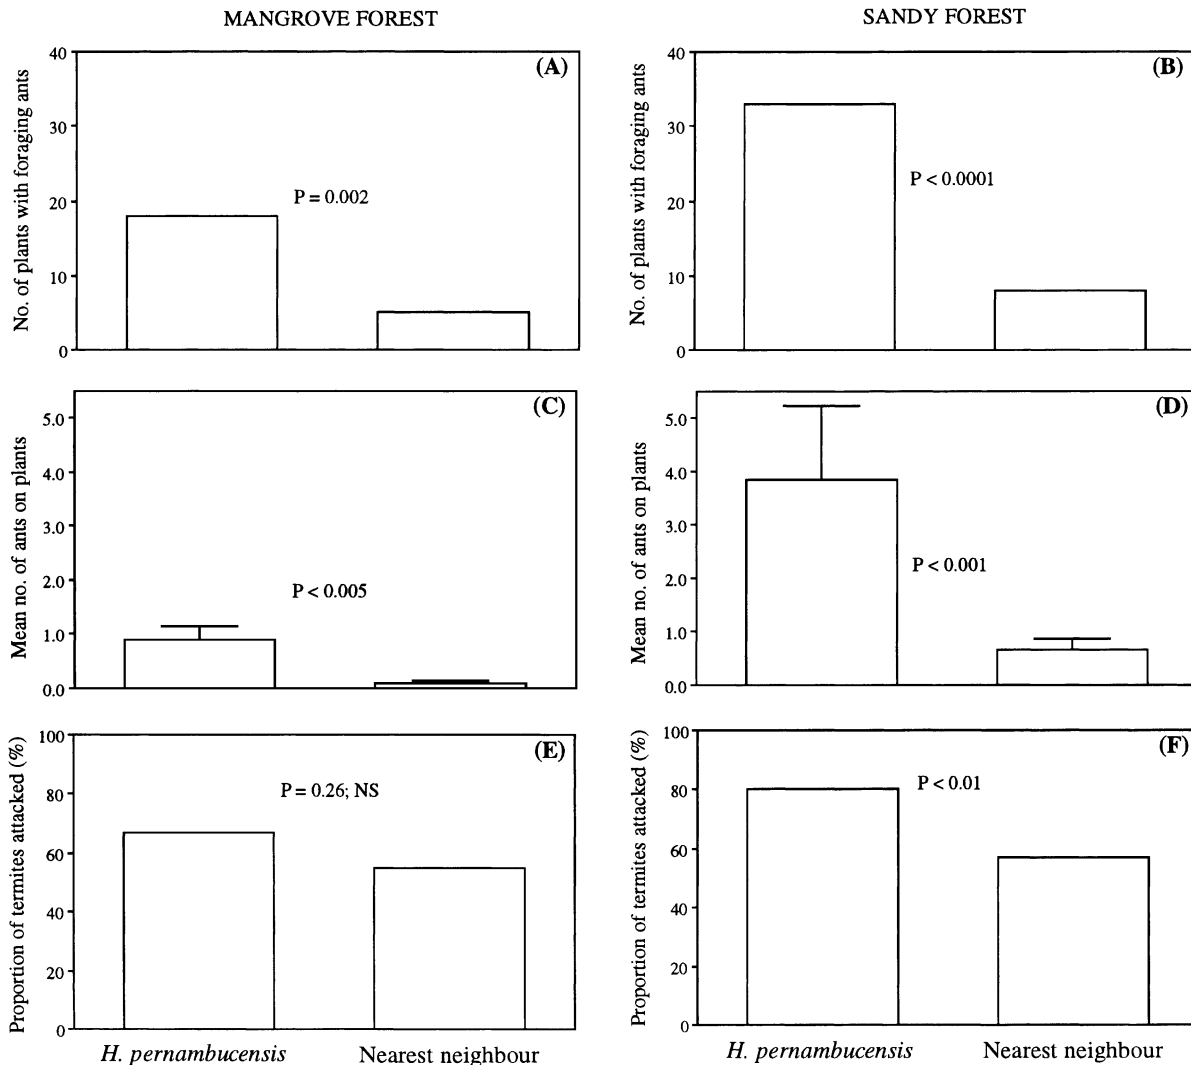 MANGROVE FOREST
SANDY FOREST
No. of plants with foraging ants
40
30
20
10
0
(A)
P = 0.002
No. of plants with foraging ants
40
30
20
10
0
(B)
P < 0.0001
Mean no. of ants on plants
5.0
4.0
3.0
2.0
1.0
0.0
(C)
P < 0.005
Mean no. of ants on plants
5.0
4.0
3.0
2.0
1.0
0.0
(D)
P < 0.001
Proportion of termites attacked (%)
100
80
60
40
20
0
(E)
P = 0.26; NS
H. pernambucensis
Nearest neighbour
Proportion of termites attacked (%)
100
80
60
40
20
0
(F)
P < 0.01
H. pernambucensis
Nearest neighbour